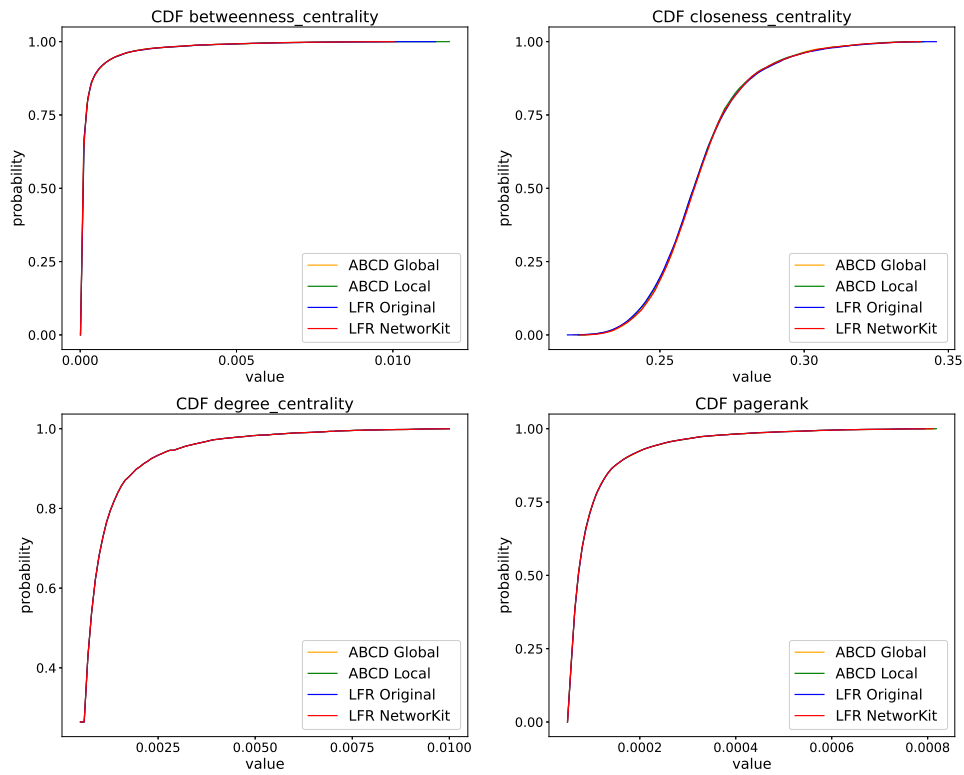 CDF betweenness_centrality
1.00
0.75
0.50
0.25
0.00
probability
0.000
0.005
0.010
value
ABCD Global
ABCD Local
LFR Original
LFR NetworKit
CDF closeness_centrality
1.00
0.75
0.50
0.25
0.00
probability
0.25
0.30
0.35
value
ABCD Global
ABCD Local
LFR Original
LFR NetworKit
CDF degree_centrality
1.0
0.8
0.6
0.4
probability
0.0025
0.0050
0.0075
0.0100
value
ABCD Global
ABCD Local
LFR Original
LFR NetworKit
CDF pagerank
1.00
0.75
0.50
0.25
0.00
probability
0.0002
0.0004
0.0006
0.0008
value
ABCD Global
ABCD Local
LFR Original
LFR NetworKit